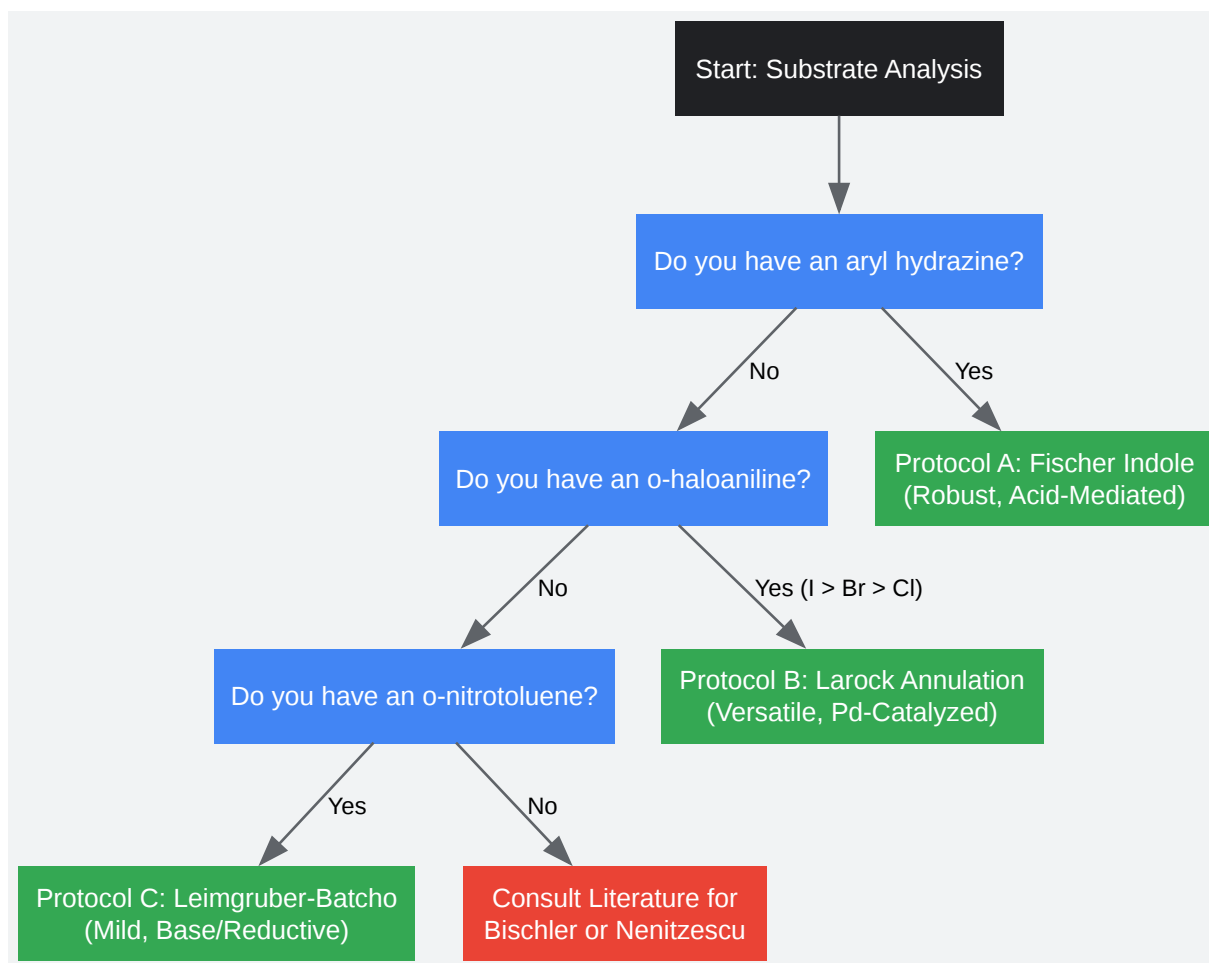 Start: Substrate Analysis
Do you have an aryl hydrazine?
No
Yes
Do you have an o-haloaniline?
Protocol A: Fischer Indole
(Robust, Acid-Mediated)
No
Yes (I > Br > Cl)
Do you have an o-nitrotoluene?
Protocol B: Larock Annulation
(Versatile, Pd-Catalyzed)
Yes
No
Protocol C: Leimgruber-Batcho
(Mild, Base/Reductive)
Consult Literature for
Bischler or Nenitzescu